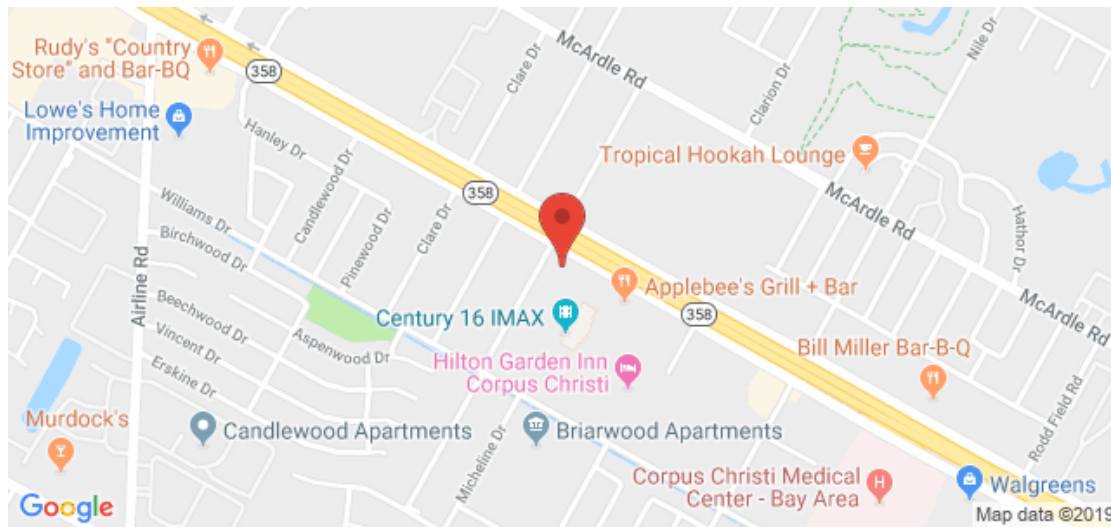 McArdle Rd
Nile Dr
Rudy's "Country
Store" and Bar-BQ
358
Clare Dr
Clarion Dr
Lowe's Home
Improvement
Hanley Dr
Candlewood Dr
Tropical Hookah Lounge
358
McArdle Rd
Williams Dr
Pinewood Dr
Clare Dr
Hathor Dr
Birchwood Dr
Airline Rd
Applebee's Grill + Bar
McArdle Rd
Beechwood Dr
Century 16 IMAX
358
Vincent Dr
Aspenwood Dr
Bill Miller Bar-B-Q
Hilton Garden Inn
Corpus Christi
Erskine Dr
Rodd Field Rd
Murdock's
Candlewood Apartments
Briarwood Apartments
Micheline Dr
Corpus Christi Medical
Center - Bay Area
Walgreens
Google
Map data ©2019